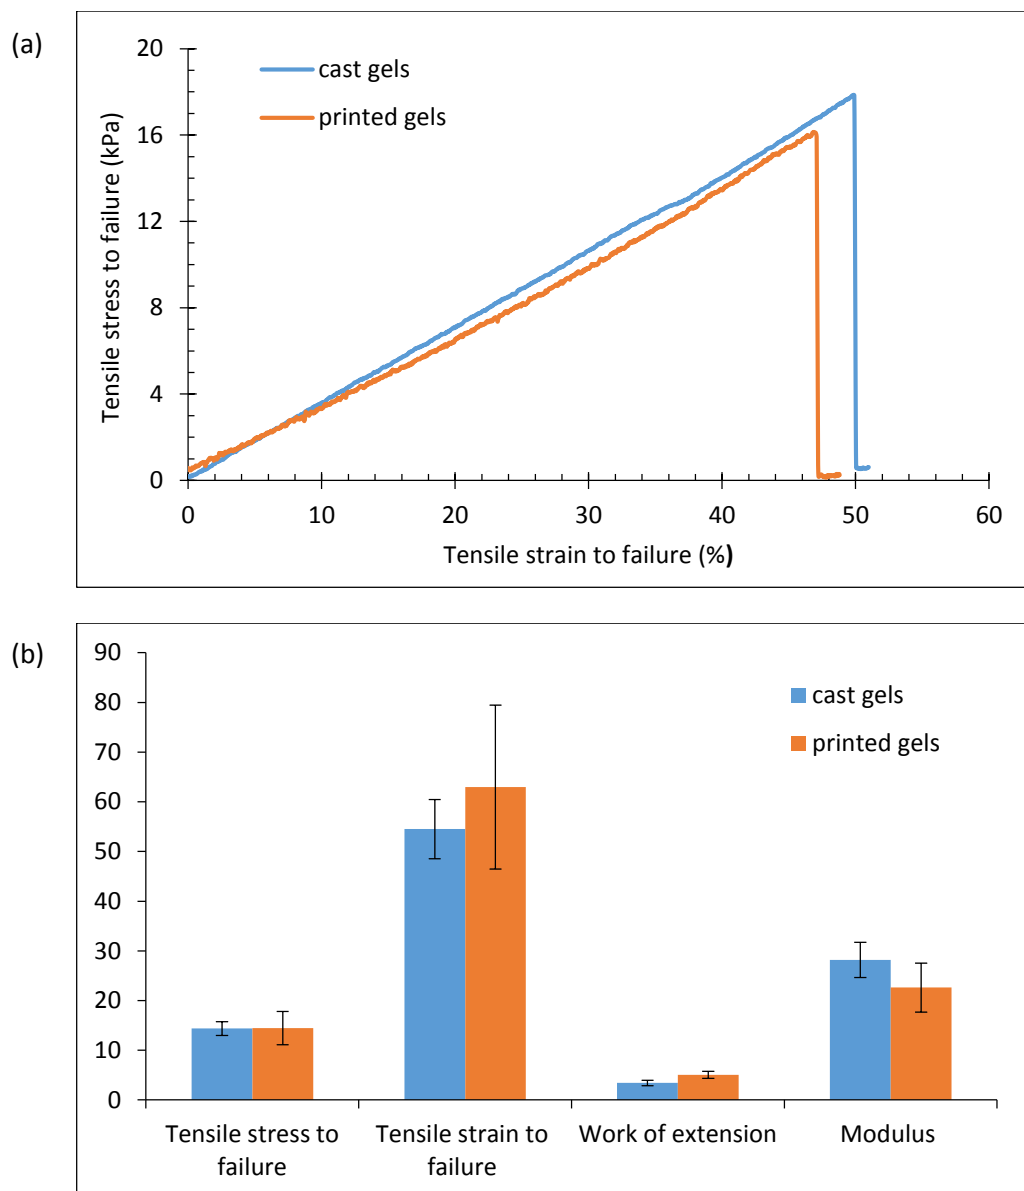 (a)
20
16
12
8
4
0
Tensile stress to failure (kPa)
cast gels
printed gels
0 10 20 30 40 50 60
Tensile strain to failure (%)
(b)
90
80
70
60
50
40
30
20
10
0
cast gels
printed gels
Tensile stress to failure
Tensile strain to failure
Work of extension
Modulus